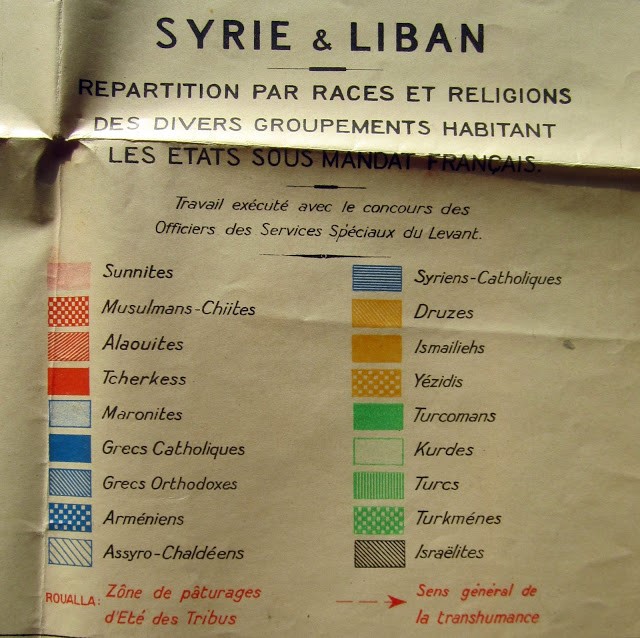 SYRIE & LIBAN
REPARTITION PAR RACES ET RELIGIONS
DES DIVERS GROUPEMENTS HABITANT
LES ETATS SOUS MANDAT FRANÇAIS.
Travail exécuté avec le concours des
Officiers des Services Spéciaux du Levant.
Sunnites
Musulmans-Chiites
Alaouites
Tcherkess
Maronites
Grecs Catholiques
Grecs Orthodoxes
Arméniens
Assyro-Chaldéens
Syriens-Catholiques
Druzes
Ismailiehs
Yézidis
Turcomans
Kurdes
Turcs
Turkménes
Israëlites
ROUALLA: Zône de pâturages
d'Eté des Tribus
Sens général de
la transhumance